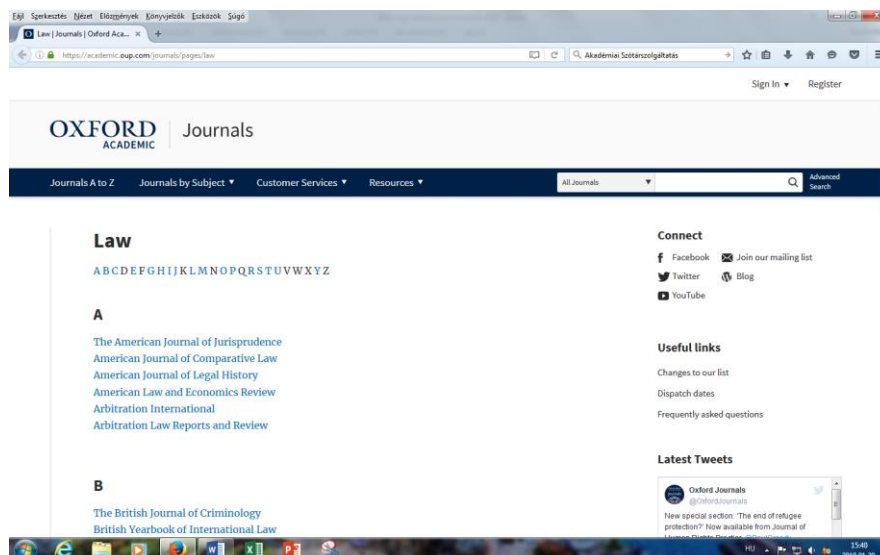 Fájl Szerkesztés Nézet Előzmények Könyvjelzők Eszközök Súgó
Law | Journals | Oxford Aca...
https://academic.oup.com/journals/pages/law
Akadémiai Szótárszolgáltatás
Sign In Register
OXFORD
ACADEMIC
Journals
Journals A to Z Journals by Subject Customer Services Resources
All Journals
Advanced
Search
Law
A B C D E F G H I J K L M N O P Q R S T U V W X Y Z
A
The American Journal of Jurisprudence
American Journal of Comparative Law
American Journal of Legal History
American Law and Economics Review
Arbitration International
Arbitration Law Reports and Review
B
The British Journal of Criminology
British Yearbook of International Law
Connect
Facebook Join our mailing list
Twitter Blog
YouTube
Useful links
Changes to our list
Dispatch dates
Frequently asked questions
Latest Tweets
Oxford Journals
@OxfordJournals
New special section: 'The end of refugee
protection?' Now available from Journal of
Human Rights Practice
HU
15:40